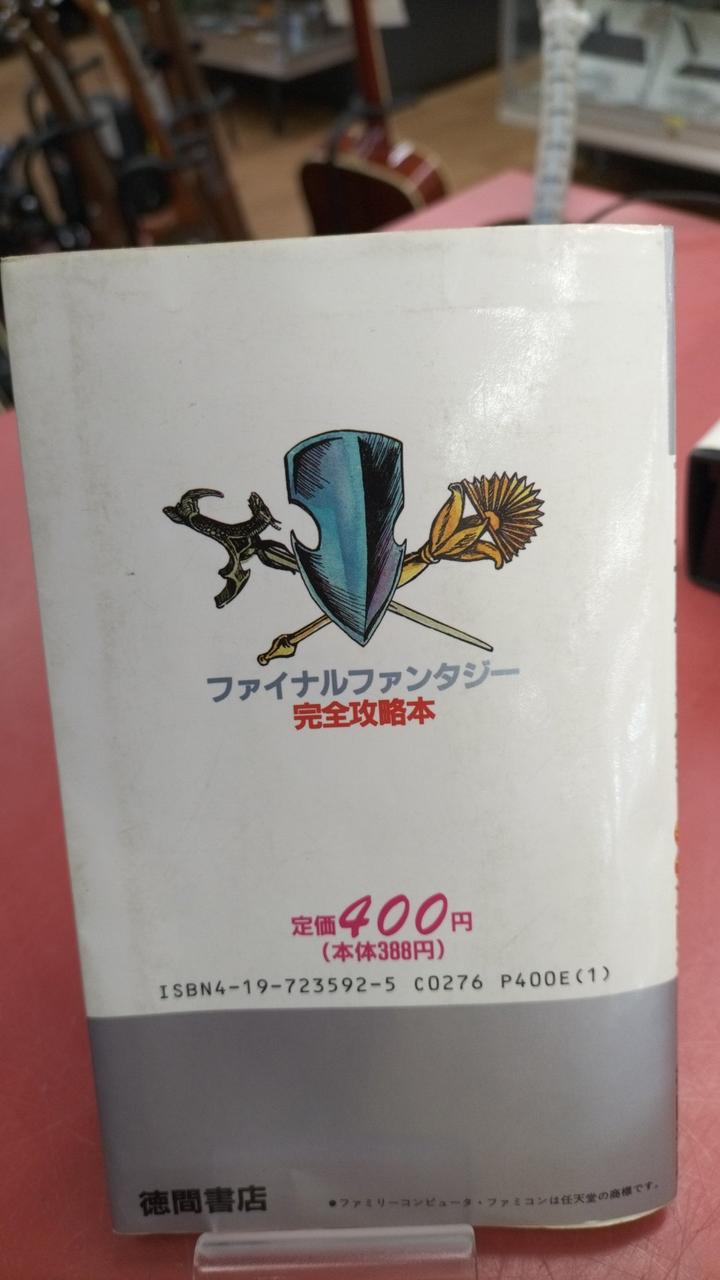 ファイナルファンタジー
完全攻略本
定価400円
(本体388円)
ISBN4-19-723592-5 C0276 P400E(1)
徳間書店
●ファミリーコンピュータ・ファミコンは任天堂の商標です。